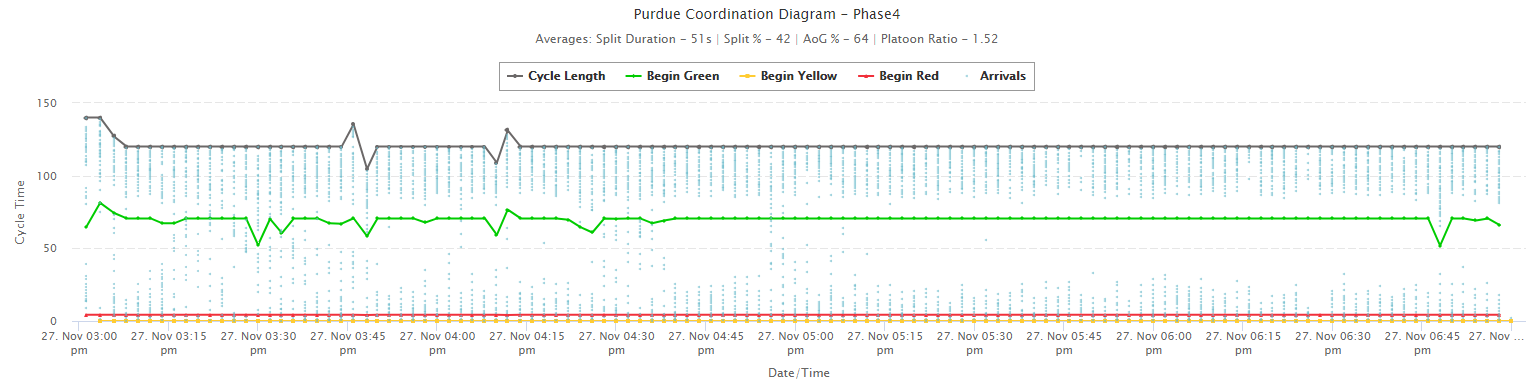 Purdue Coordination Diagram - Phase4
Averages: Split Duration - 51s | Split % - 42 | AoG % - 64 | Platoon Ratio - 1.52
Cycle Length Begin Green Begin Yellow Begin Red Arrivals
150
100
50
0
Cycle Time
27. Nov 03:00 pm
27. Nov 03:15 pm
27. Nov 03:30 pm
27. Nov 03:45 pm
27. Nov 04:00 pm
27. Nov 04:15 pm
27. Nov 04:30 pm
27. Nov 04:45 pm
27. Nov 05:00 pm
27. Nov 05:15 pm
27. Nov 05:30 pm
27. Nov 05:45 pm
27. Nov 06:00 pm
27. Nov 06:15 pm
27. Nov 06:30 pm
27. Nov 06:45 pm
27. Nov ...
Date/Time